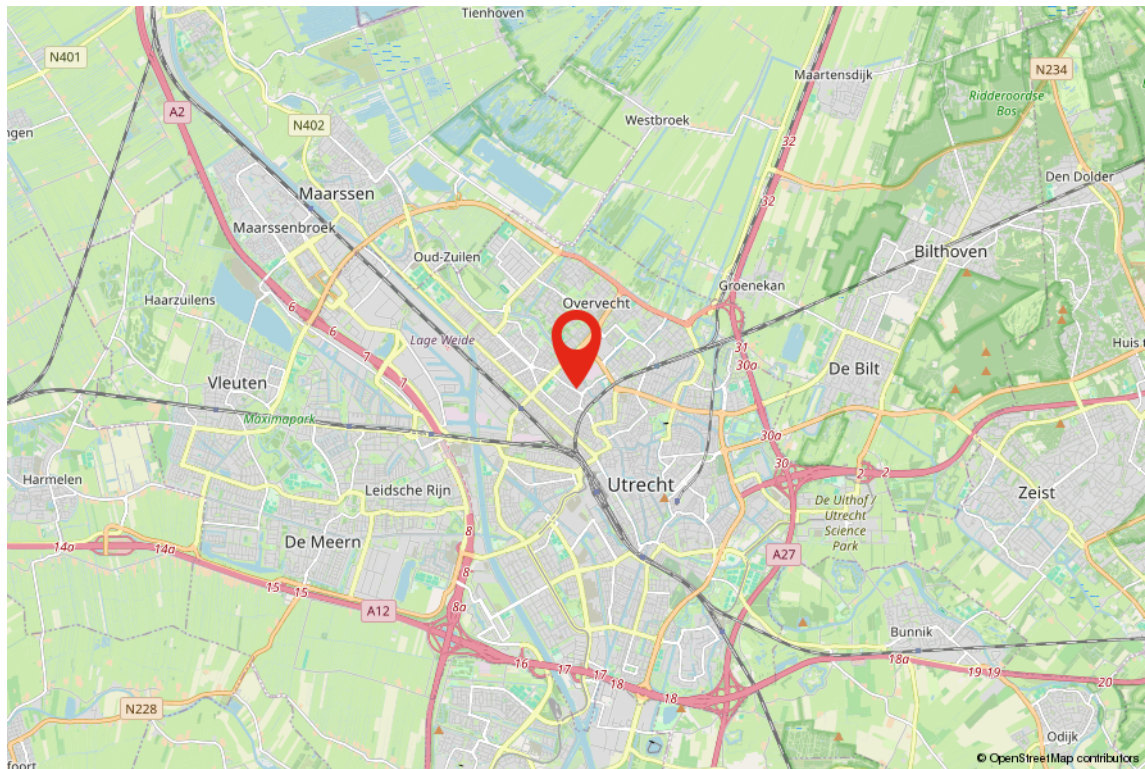 Tienhoven
N401
A2
N402
Maartensdijk
N234
Ridderoordse
Bos
Westbroek
32
32
Den Dolder
Maarssen
Maarssenbroek
Oud-Zuilen
Bilthoven
Groenekan
Haarzuilens
Overvecht
6
6
7
7
Lage Weide
31
30a
Huis t
De Bilt
Vleuten
Máximapark
30a
30
2
2
Harmelen
Leidsche Rijn
Utrecht
De Uithof /
Utrecht
Science
Park
Zeist
De Meern
14a
14a
8
8
8a
A27
15
15
A12
16
17
17
18
18
Bunnik
18a
19
19
20
N228
Odijk
foort
ngen
© OpenStreetMap contributors